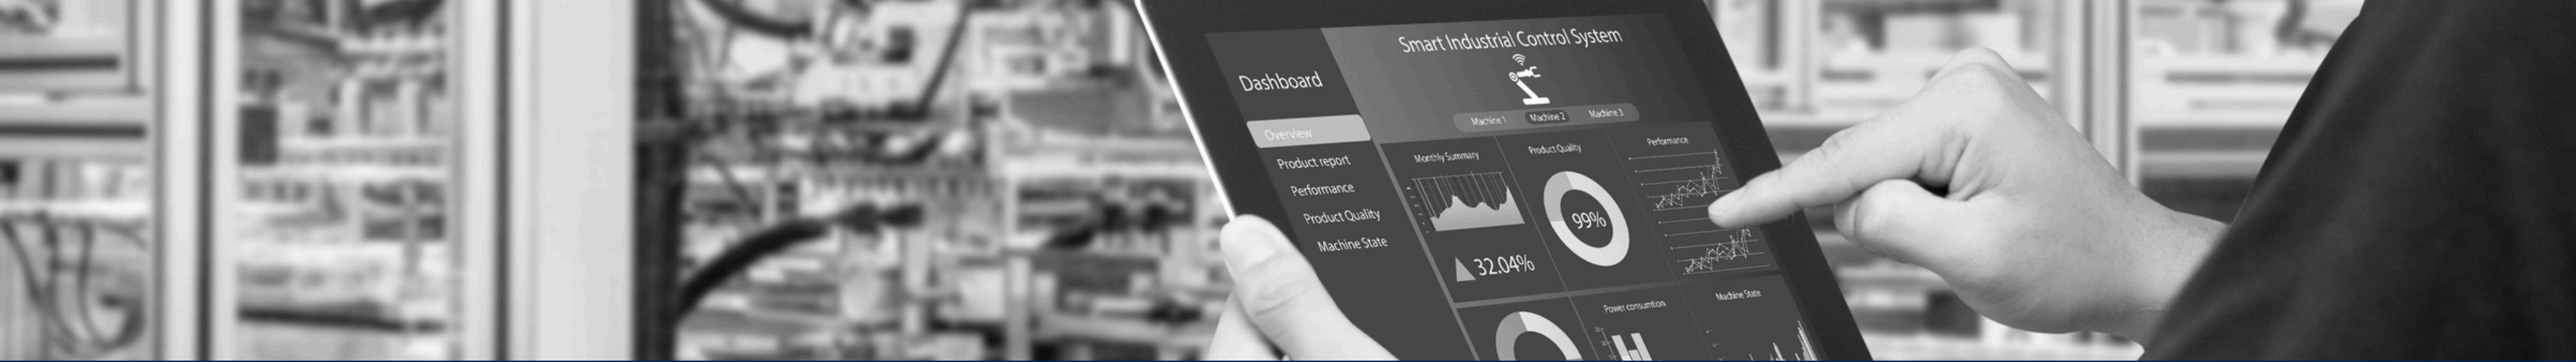 Smart Industrial Control System
Dashboard
Machine 1
Machine 2
Machine 3
Overview
Product report
Performance
Product Quality
Machine State
Monthly Summary
Product Quality
Performance
99%
32.04%
Power consumtion
Machine State